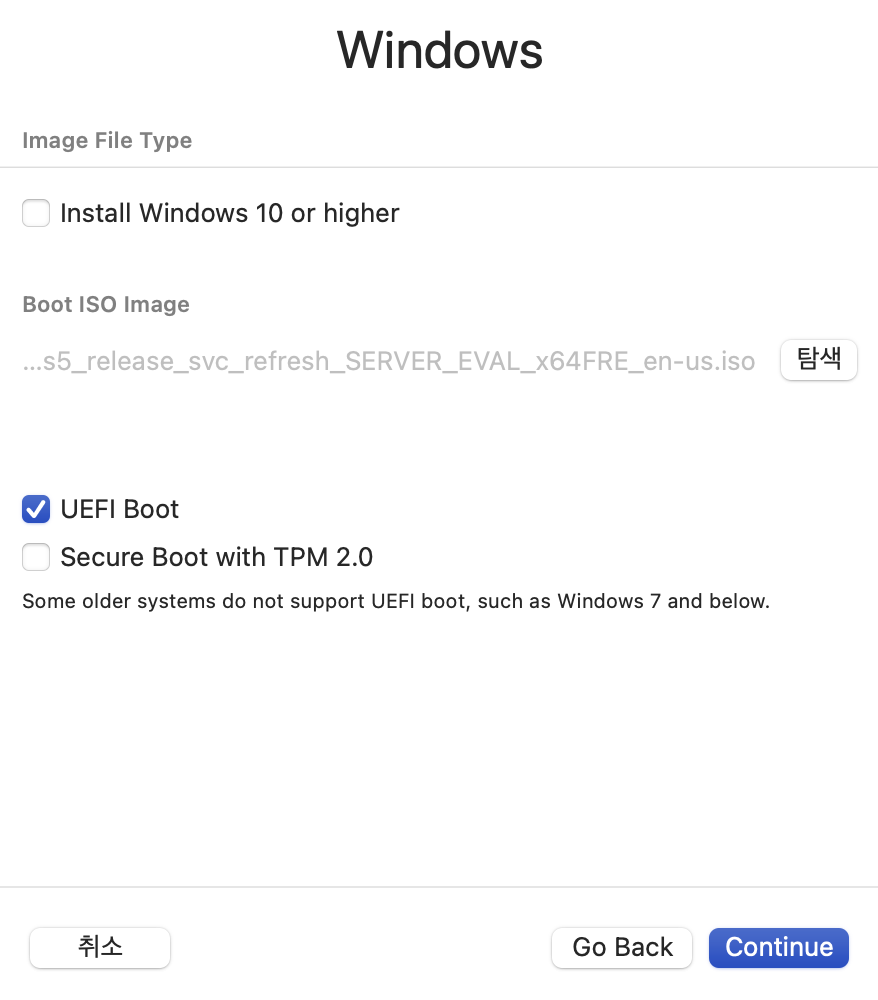 Windows
Image File Type
Install Windows 10 or higher
Boot ISO Image
...s5_release_svc_refresh_SERVER_EVAL_x64FRE_en-us.iso
탐색
UEFI Boot
Secure Boot with TPM 2.0
Some older systems do not support UEFI boot, such as Windows 7 and below.
취소
Go Back
Continue